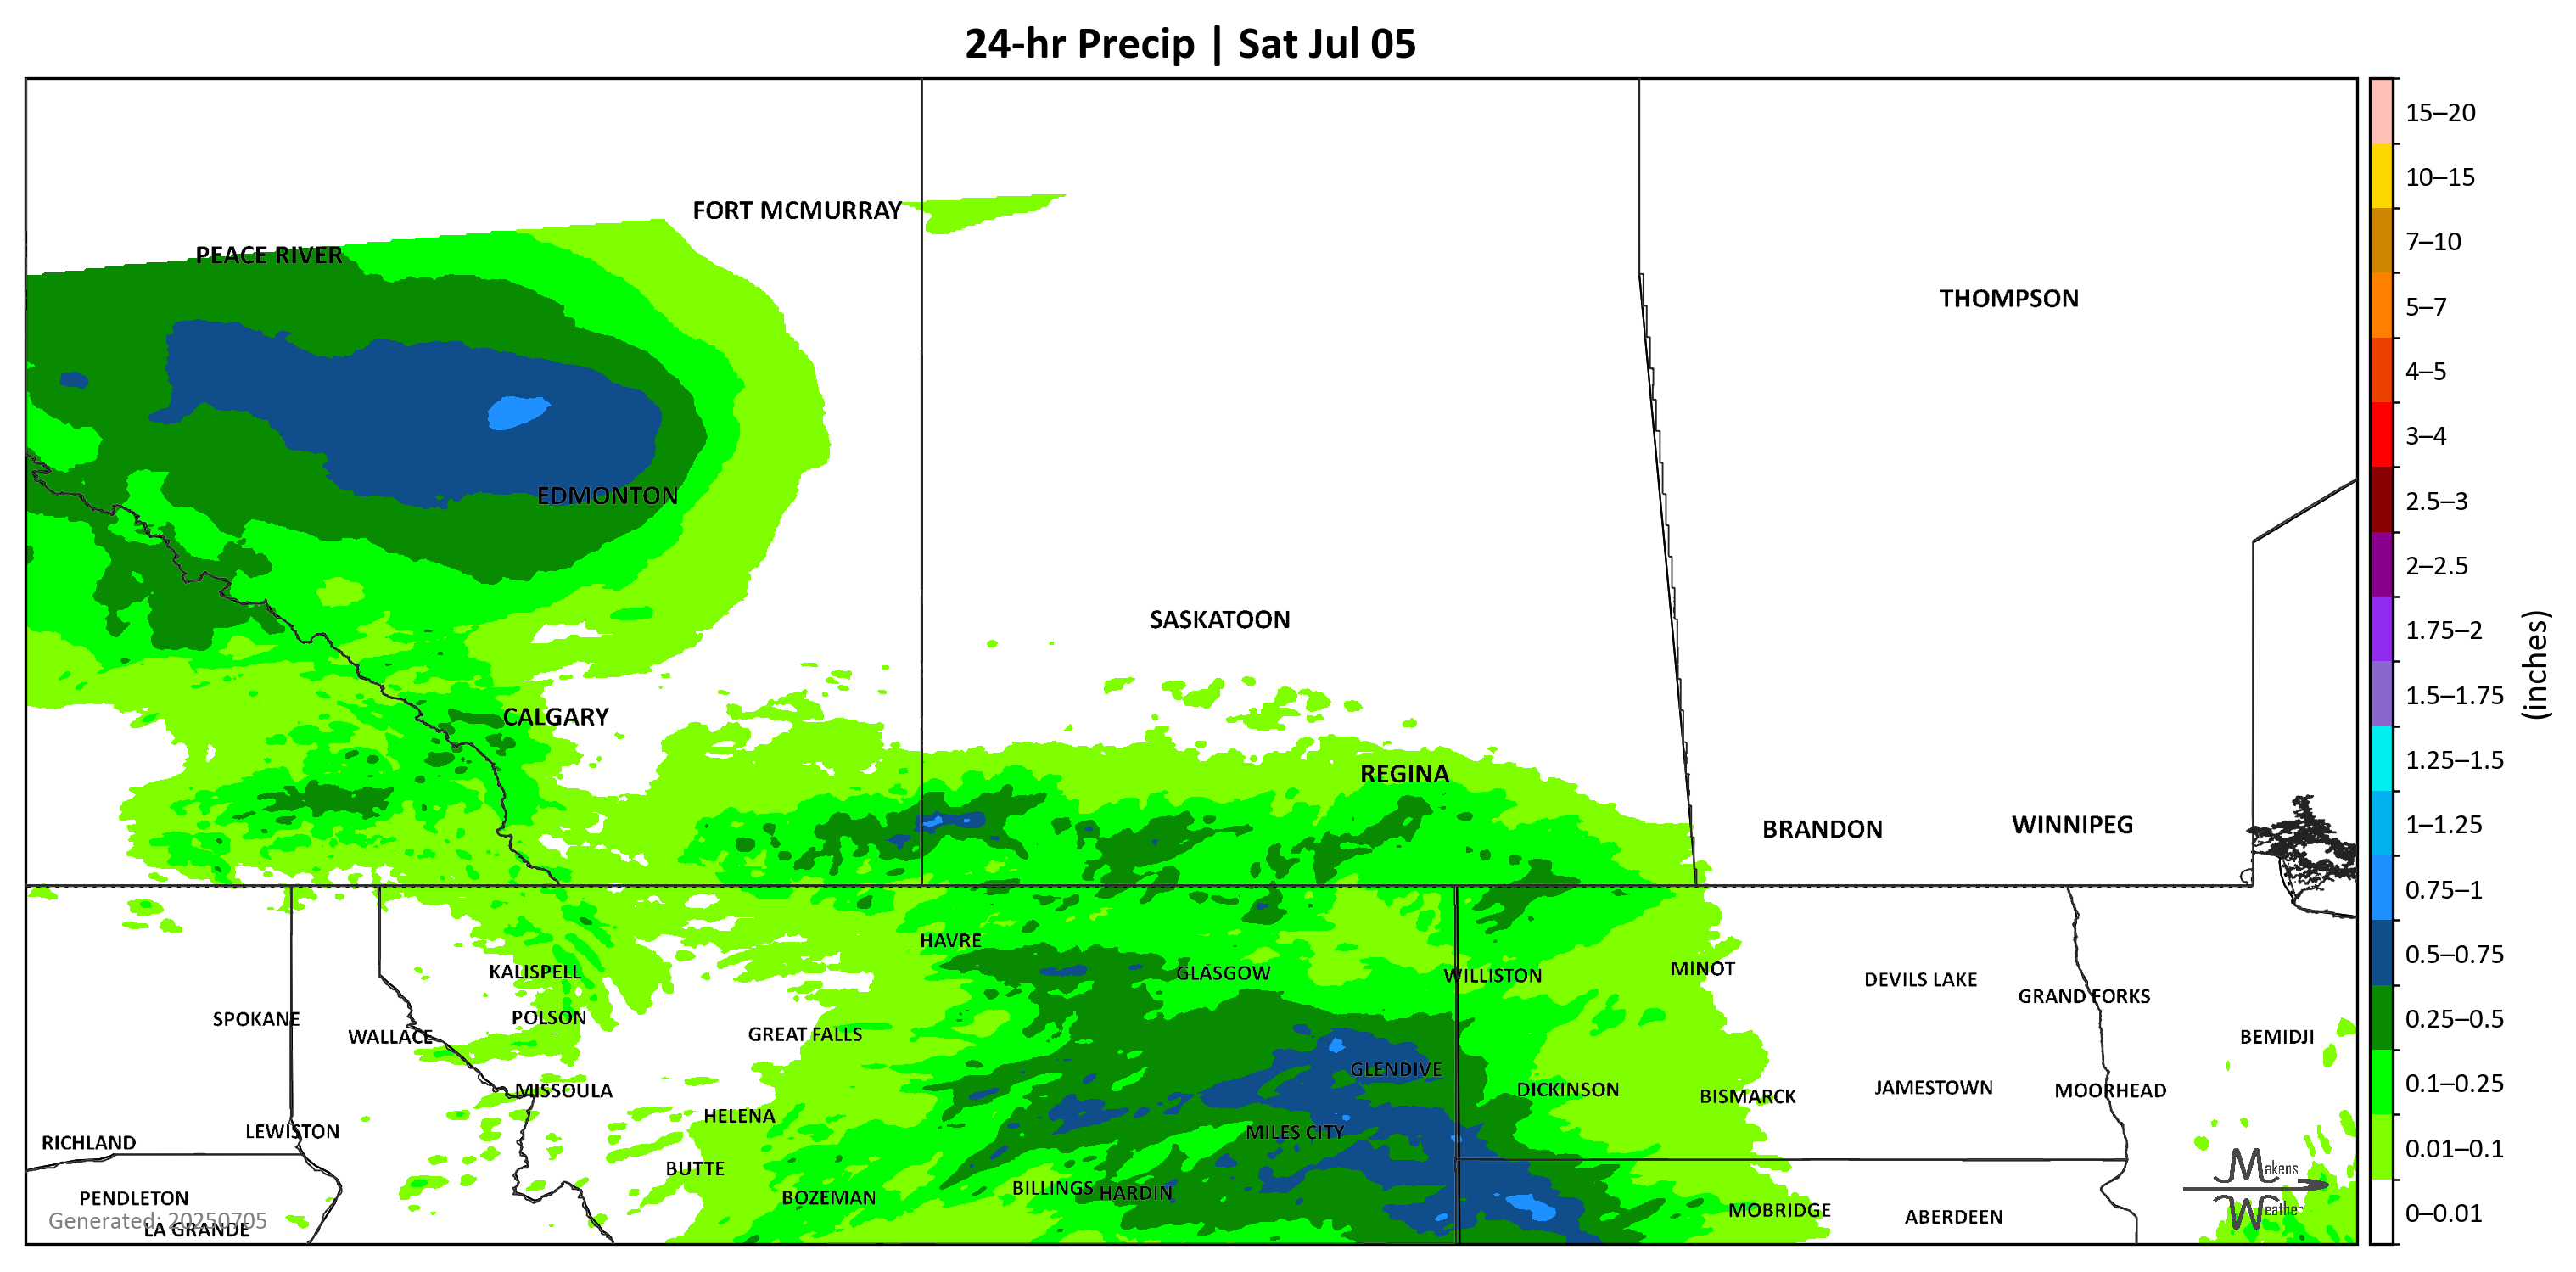 24-hr Precip | Sat Jul 05
FORT MCMURRAY
PEACE RIVER
THOMPSON
EDMONTON
SASKATOON
CALGARY
REGINA
BRANDON
WINNIPEG
HAVRE
KALISPELL
GLASGOW
WILLISTON
MINOT
DEVILS LAKE
GRAND FORKS
SPOKANE
WALLACE
POLSON
GREAT FALLS
BEMIDJI
GLENDIVE
MISSOULA
DICKINSON
BISMARCK
JAMESTOWN
MOORHEAD
HELENA
RICHLAND
LEWISTON
MILES CITY
BUTTE
PENDLETON
BOZEMAN
BILLINGS
HARDIN
MOBRIDGE
ABERDEEN
Generated: 20250705
LA GRANDE
Makens
Weather
15–20
10–15
7–10
5–7
4–5
3–4
2.5–3
2–2.5
1.75–2
1.5–1.75
1.25–1.5
1–1.25
0.75–1
0.5–0.75
0.25–0.5
0.1–0.25
0.01–0.1
0–0.01
(inches)